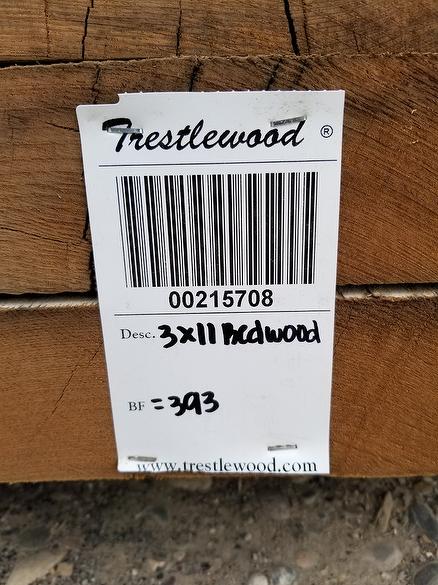 Trestlewood ®
00215708
Desc. 3x11 Redwood
BF = 393
www.trestlewood.com